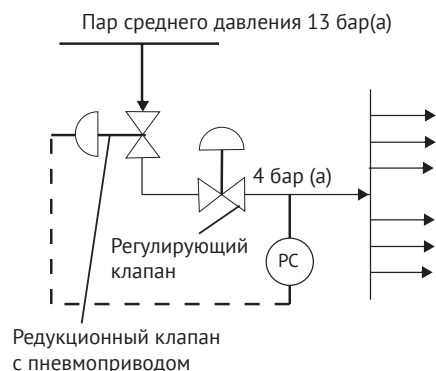 Пар среднего давления 13 бар(а)
4 бар (а)
Регулирующий
клапан
PC
Редукционный клапан
с пневмоприводом